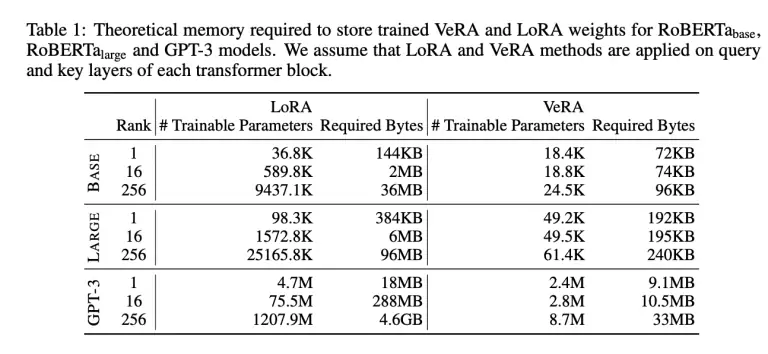 Table 1: Theoretical memory required to store trained VeRA and LoRA weights for RoBERTabase,
RoBERTalarge and GPT-3 models. We assume that LoRA and VeRA methods are applied on query
and key layers of each transformer block.
LoRA VeRA
Rank # Trainable Parameters Required Bytes # Trainable Parameters Required Bytes
BASE
1 36.8K 144KB 18.4K 72KB
16 589.8K 2MB 18.8K 74KB
256 9437.1K 36MB 24.5K 96KB
LARGE
1 98.3K 384KB 49.2K 192KB
16 1572.8K 6MB 49.5K 195KB
256 25165.8K 96MB 61.4K 240KB
GPT-3
1 4.7M 18MB 2.4M 9.1MB
16 75.5M 288MB 2.8M 10.5MB
256 1207.9M 4.6GB 8.7M 33MB